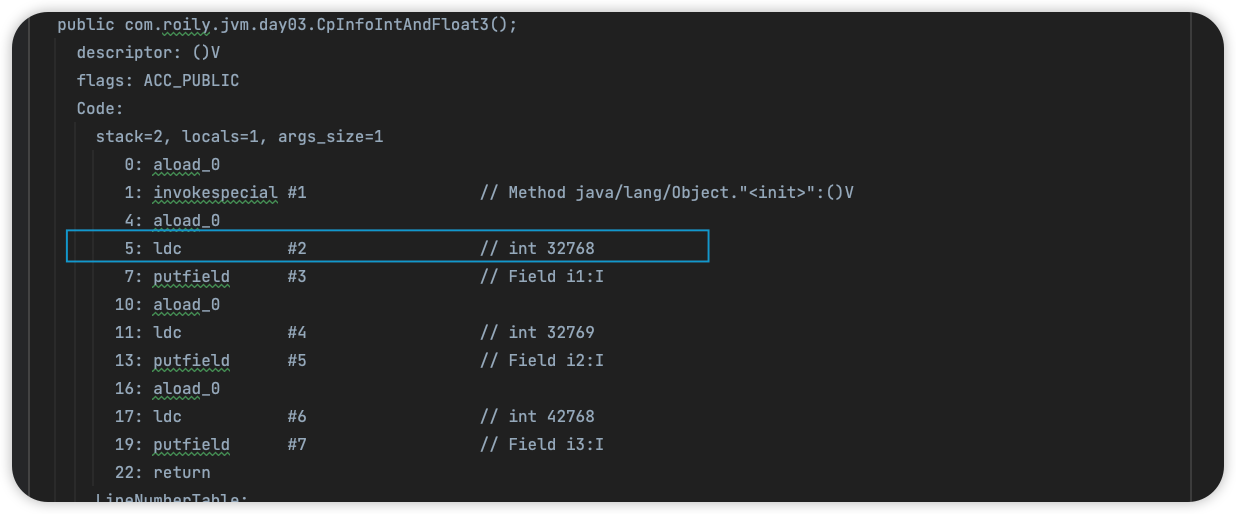 public com.roily.jvm.day03.CpInfoIntAndFloat3();
descriptor: ()V
flags: ACC_PUBLIC
Code:
stack=2, locals=1, args_size=1
0: aload_0
1: invokespecial #1 // Method java/lang/Object."<init>":()V
4: aload_0
5: ldc #2 // int 32768
7: putfield #3 // Field i1:I
10: aload_0
11: ldc #4 // int 32769
13: putfield #5 // Field i2:I
16: aload_0
17: ldc #6 // int 42768
19: putfield #7 // Field i3:I
22: return
LineNumberTable: